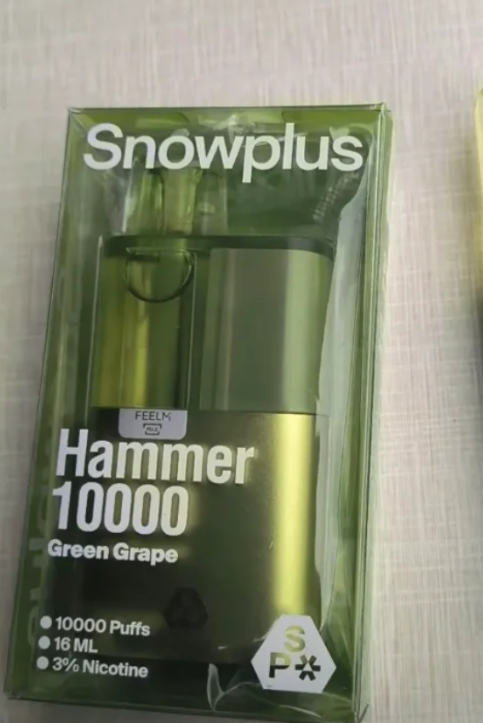 Snowplus
FEELM
Hammer
10000
Green Grape
10000 Puffs
16 ML
3% Nicotine
S
P*